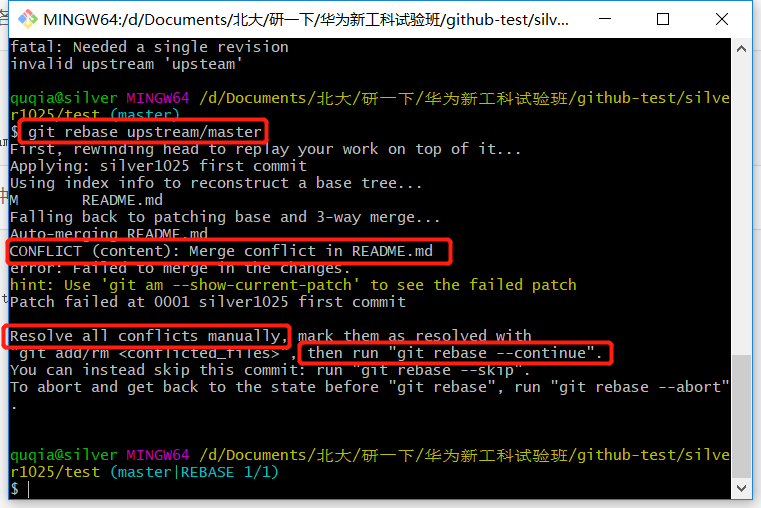 MINGW64:/d/Documents/北大/研一下/华为新工科试验班/github-test/silv...
fatal: Needed a single revision
invalid upstream 'upsteam'
quqia@silver MINGW64 /d/Documents/北大/研一下/华为新工科试验班/github-test/silve
r1025/test (master)
$ git rebase upstream/master
First, rewinding head to replay your work on top of it...
Applying: silver1025 first commit
Using index info to reconstruct a base tree...
M       README.md
Falling back to patching base and 3-way merge...
Auto-merging README.md
CONFLICT (content): Merge conflict in README.md
error: Failed to merge in the changes.
hint: Use 'git am --show-current-patch' to see the failed patch
Patch failed at 0001 silver1025 first commit
Resolve all conflicts manually, mark them as resolved with
"git add/rm <conflicted_files>", then run "git rebase --continue".
You can instead skip this commit: run "git rebase --skip".
To abort and get back to the state before "git rebase", run "git rebase --abort"
.
quqia@silver MINGW64 /d/Documents/北大/研一下/华为新工科试验班/github-test/silve
r1025/test (master|REBASE 1/1)
$